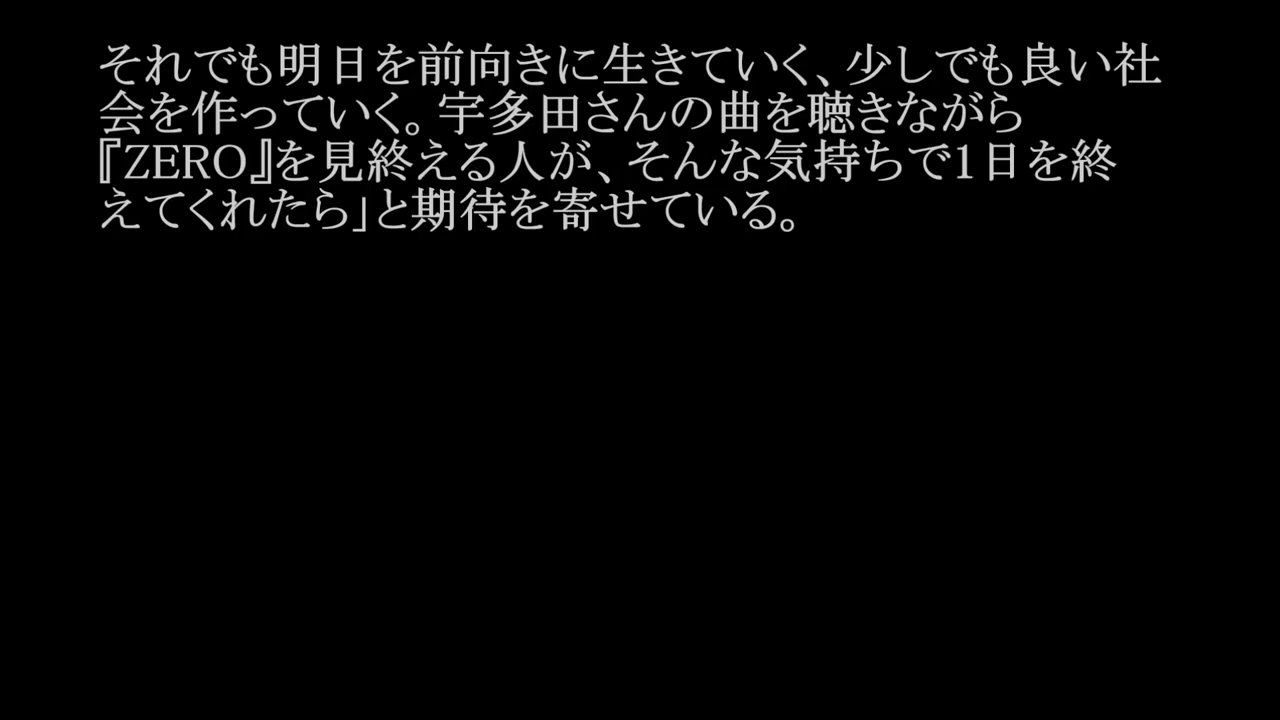 それでも明日を前向きに生きていく、少しでも良い社
会を作っていく。宇多田さんの曲を聴きながら
『ZERO』を見終える人が、そんな気持ちで1日を終
えてくれたら」と期待を寄せている。